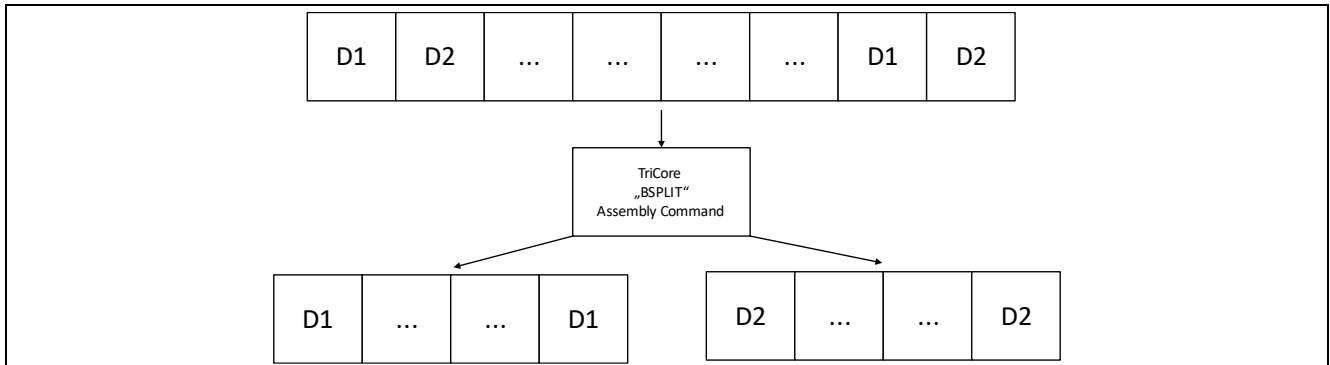 D1 D2 ... ... ... ... D1 D2
TriCore
„BSPLIT“
Assembly Command
D1 ... ... D1 D2 ... ... D2